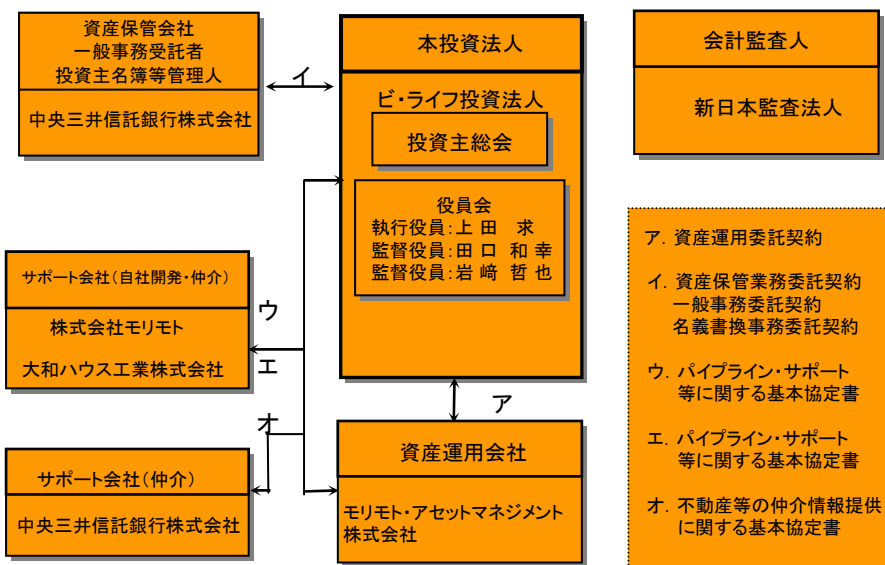 資産保管会社
一般事務受託者
投資主名簿等管理人
中央三井信託銀行株式会社
イ
本投資法人
ビ・ライフ投資法人
投資主総会
役員会
執行役員:上 田 求
監督役員:田 口 和 幸
監督役員:岩 﨑 哲 也
会計監査人
新日本監査法人
サポート会社(自社開発・仲介)
株式会社モリモト
大和ハウス工業株式会社
ウ
エ
オ
サポート会社(仲介)
中央三井信託銀行株式会社
ア
資産運用会社
モリモト・アセットマネジメント
株式会社
ア. 資産運用委託契約
イ. 資産保管業務委託契約
一般事務委託契約
名義書換事務委託契約
ウ. パイプライン・サポート
等に関する基本協定書
エ. パイプライン・サポート
等に関する基本協定書
オ. 不動産等の仲介情報提供
に関する基本協定書